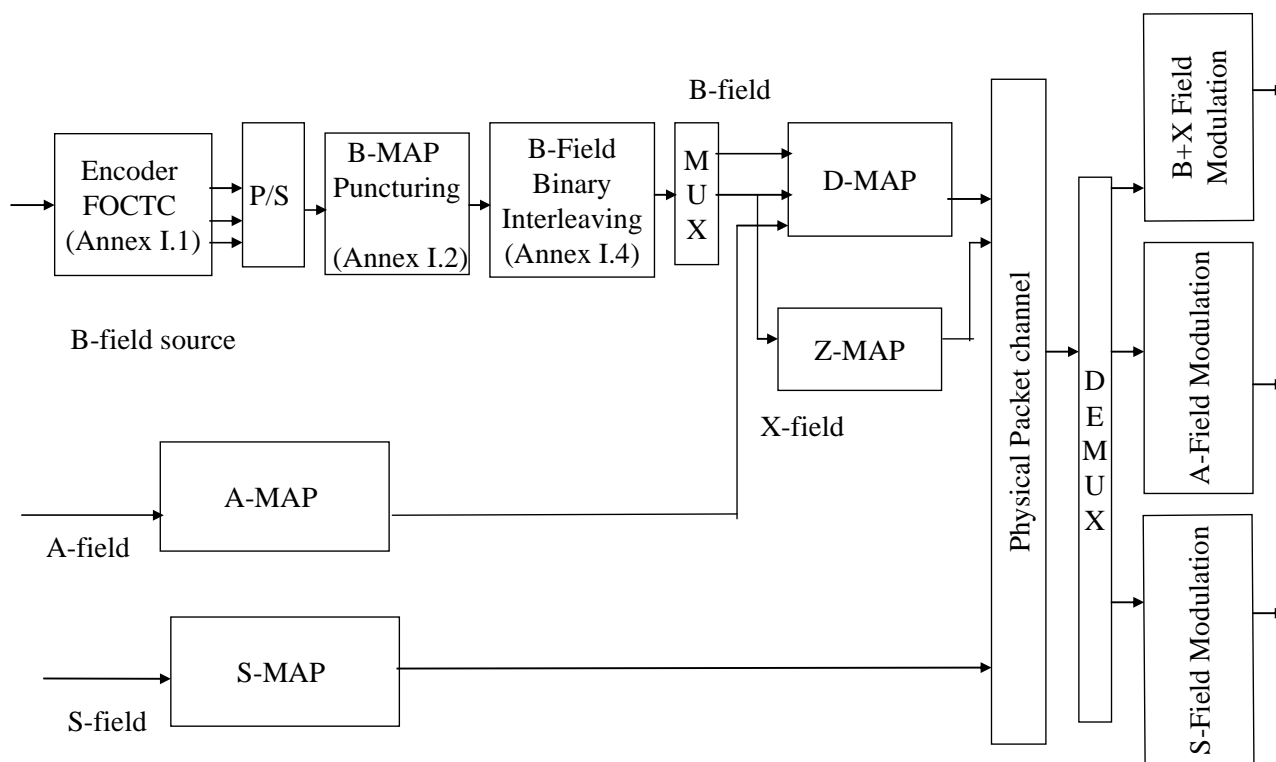 B-field
Encoder
FOCTC
(Annex I.1)
P/S
B-MAP
Puncturing
(Annex I.2)
B-Field
Binary
Interleaving
(Annex I.4)
M
U
X
D-MAP
B-field source
Z-MAP
X-field
A-MAP
A-field
S-MAP
S-field
Physical Packet channel
D
E
M
U
X
B+X Field
Modulation
A-Field Modulation
S-Field Modulation